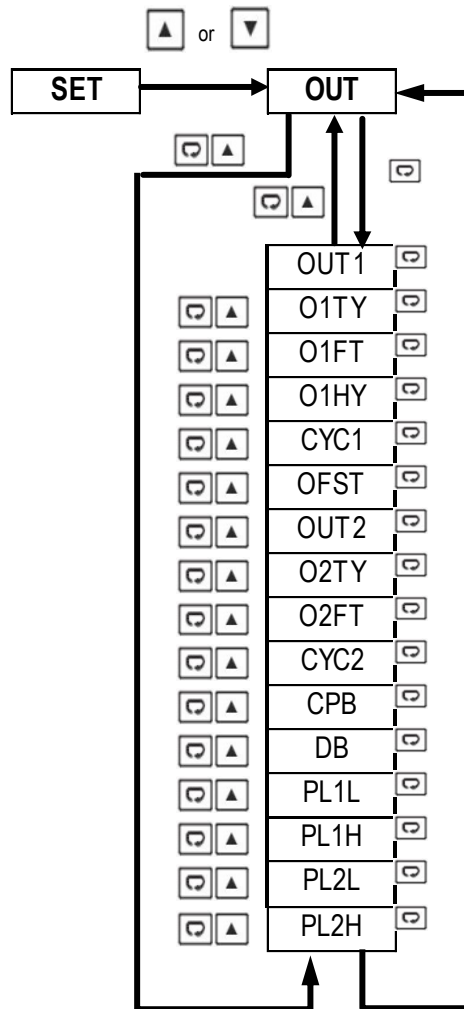 or
SET OUT
OUT1
O1TY
O1FT
O1HY
CYC1
OFST
OUT2
O2TY
O2FT
CYC2
CPB
DB
PL1L
PL1H
PL2L
PL2H